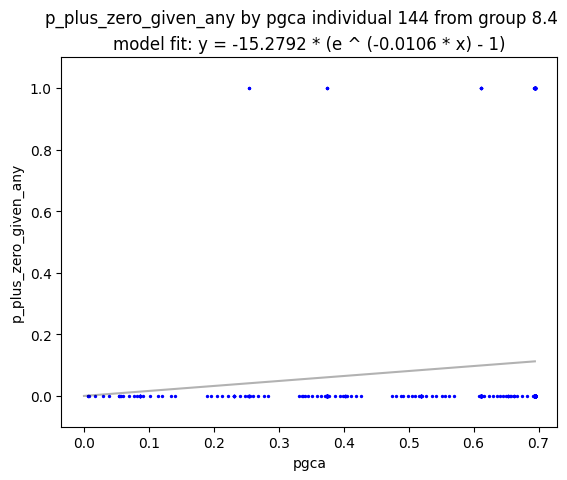 p_plus_zero_given_any by pgca individual 144 from group 8.4
model fit: y = -15.2792 * (e ^ (-0.0106 * x) - 1)
1.0
0.8
0.6
0.4
0.2
0.0
p_plus_zero_given_any
0.0 0.1 0.2 0.3 0.4 0.5 0.6 0.7
pgca